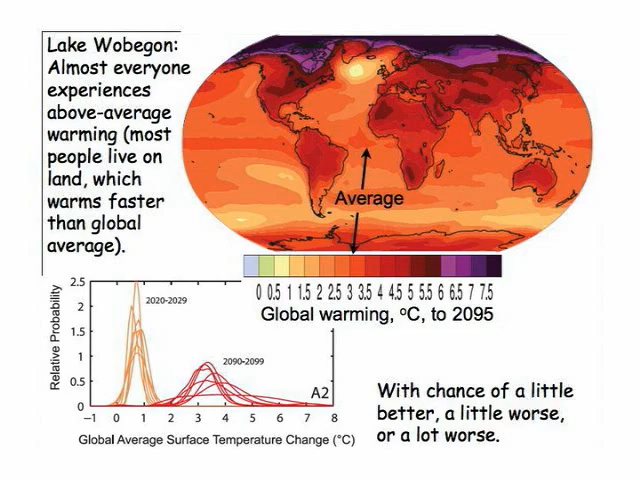 Lake Wobegon:
Almost everyone
experiences
above-average
warming (most
people live on
land, which
warms faster
than global
average).
Average
0 0.5 1 1.5 2 2.5 3 3.5 4 4.5 5 5.5 6 6.5 7 7.5
Global warming, °C, to 2095
Relative Probability
2.5
2
1.5
1
0.5
0
2020-2029
2090-2099
A2
−1 0 1 2 3 4 5 6 7 8
Global Average Surface Temperature Change (°C)
With chance of a little
better, a little worse,
or a lot worse.